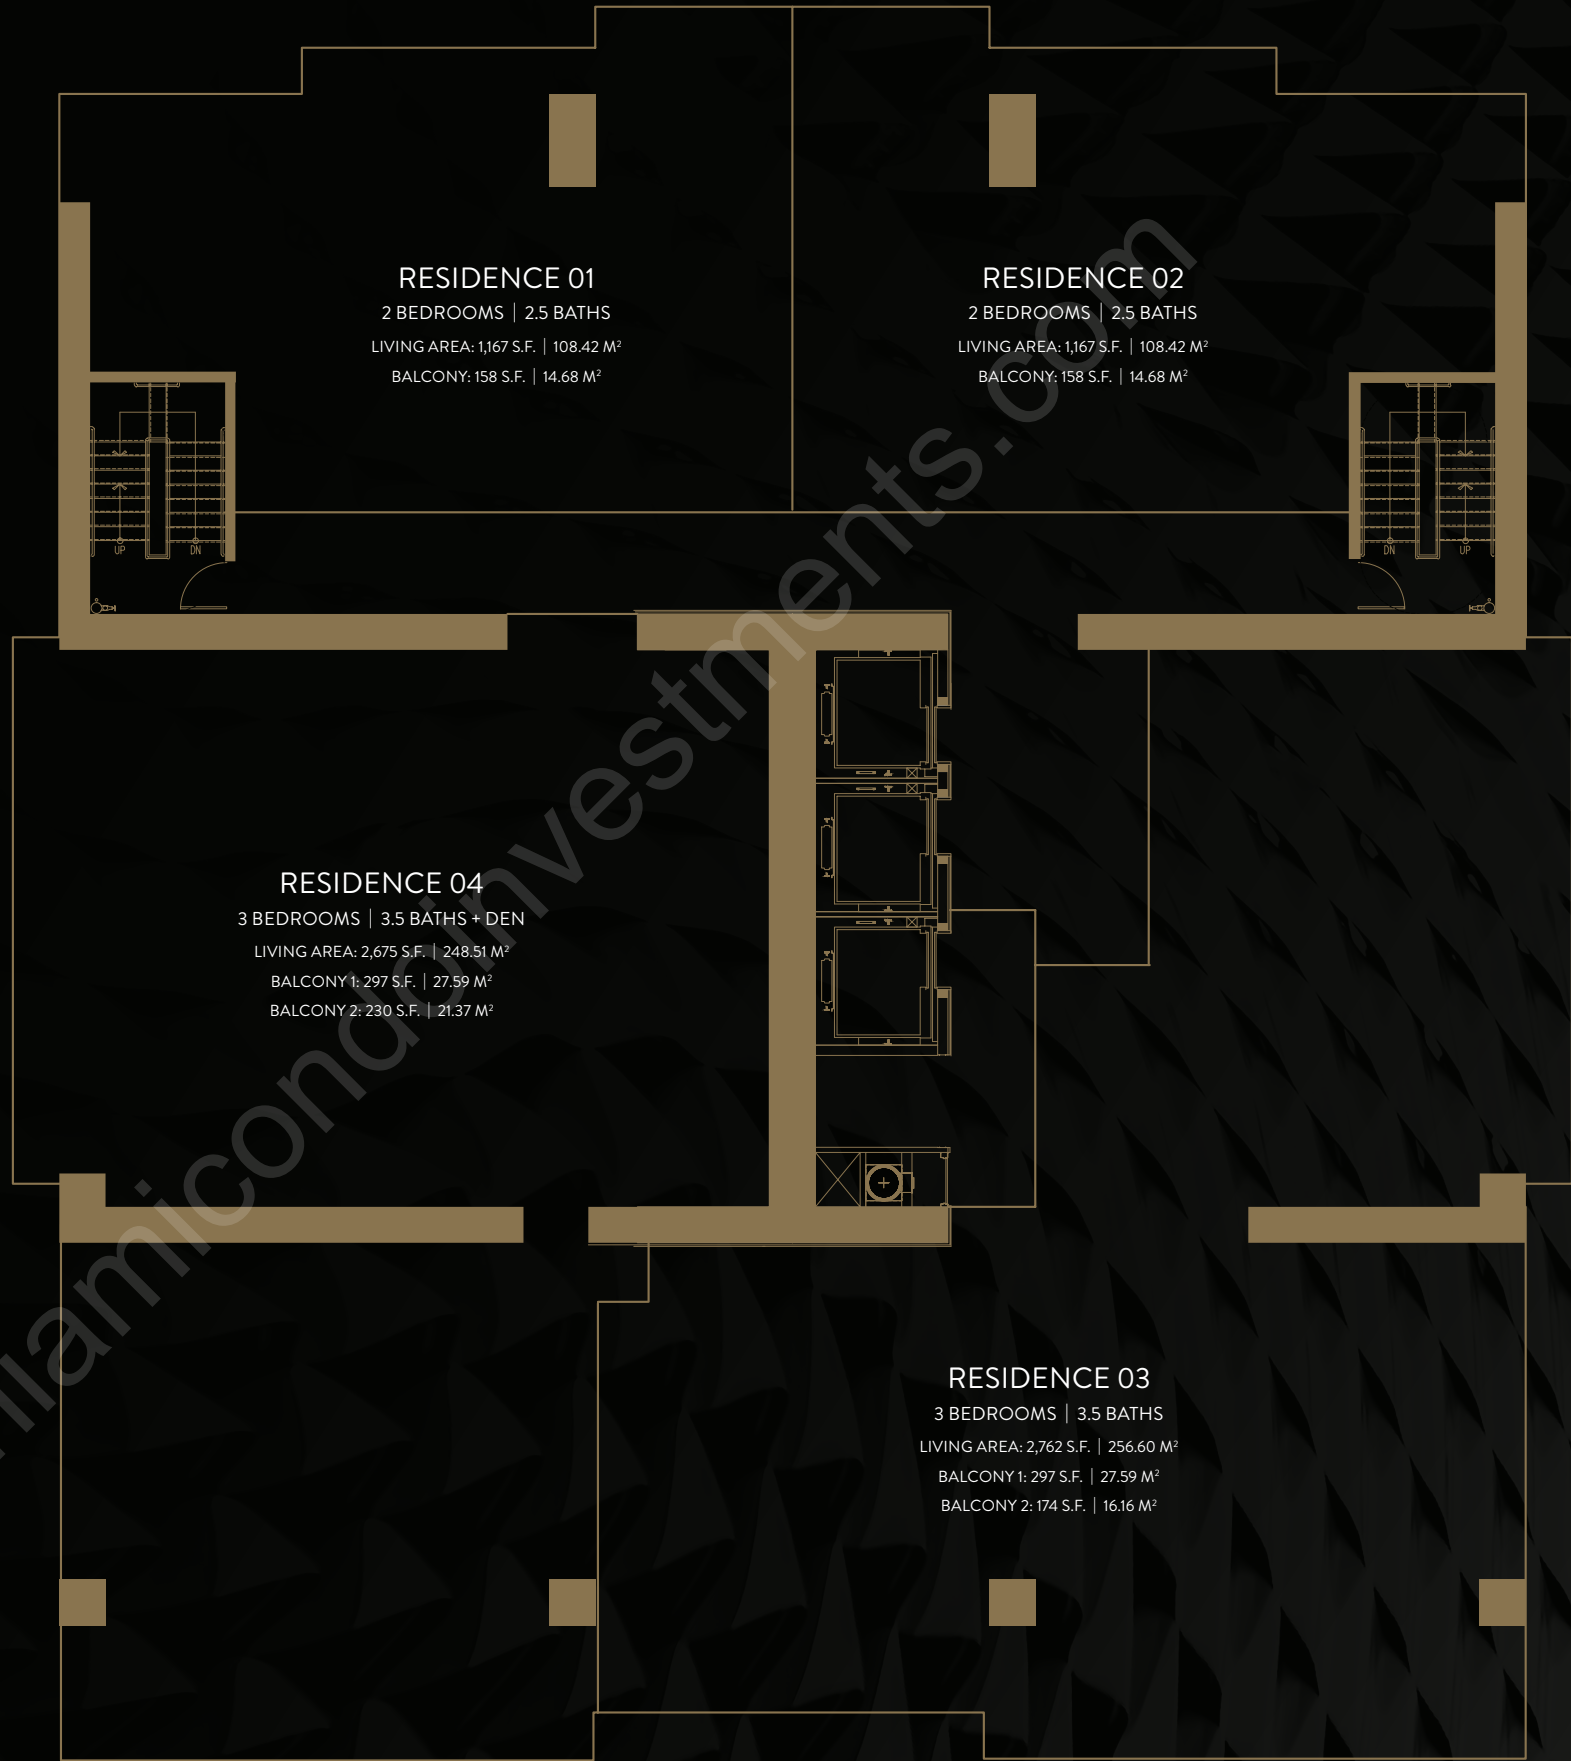 RESIDENCE 01
2 BEDROOMS | 2.5 BATHS
LIVING AREA: 1,167 S.F. | 108.42 M²
BALCONY: 158 S.F. | 14.68 M²
RESIDENCE 02
2 BEDROOMS | 2.5 BATHS
LIVING AREA: 1,167 S.F. | 108.42 M²
BALCONY: 158 S.F. | 14.68 M²
UP
DN
DN
UP
RESIDENCE 04
3 BEDROOMS | 3.5 BATHS + DEN
LIVING AREA: 2,675 S.F. | 248.51 M²
BALCONY 1: 297 S.F. | 27.59 M²
BALCONY 2: 230 S.F. | 21.37 M²
RESIDENCE 03
3 BEDROOMS | 3.5 BATHS
LIVING AREA: 2,762 S.F. | 256.60 M²
BALCONY 1: 297 S.F. | 27.59 M²
BALCONY 2: 174 S.F. | 16.16 M²
miamicondoinvestments.com